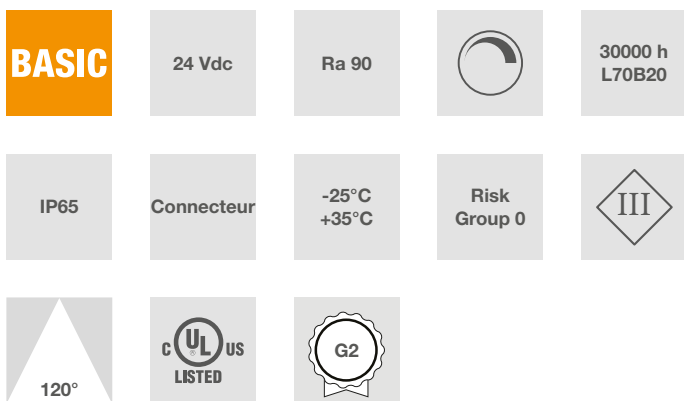 BASIC
24 Vdc
Ra 90
30000 h
L70B20
IP65
Connecteur
-25°C
+35°C
Risk
Group 0
III
120°
C UL® US
LISTED
G2